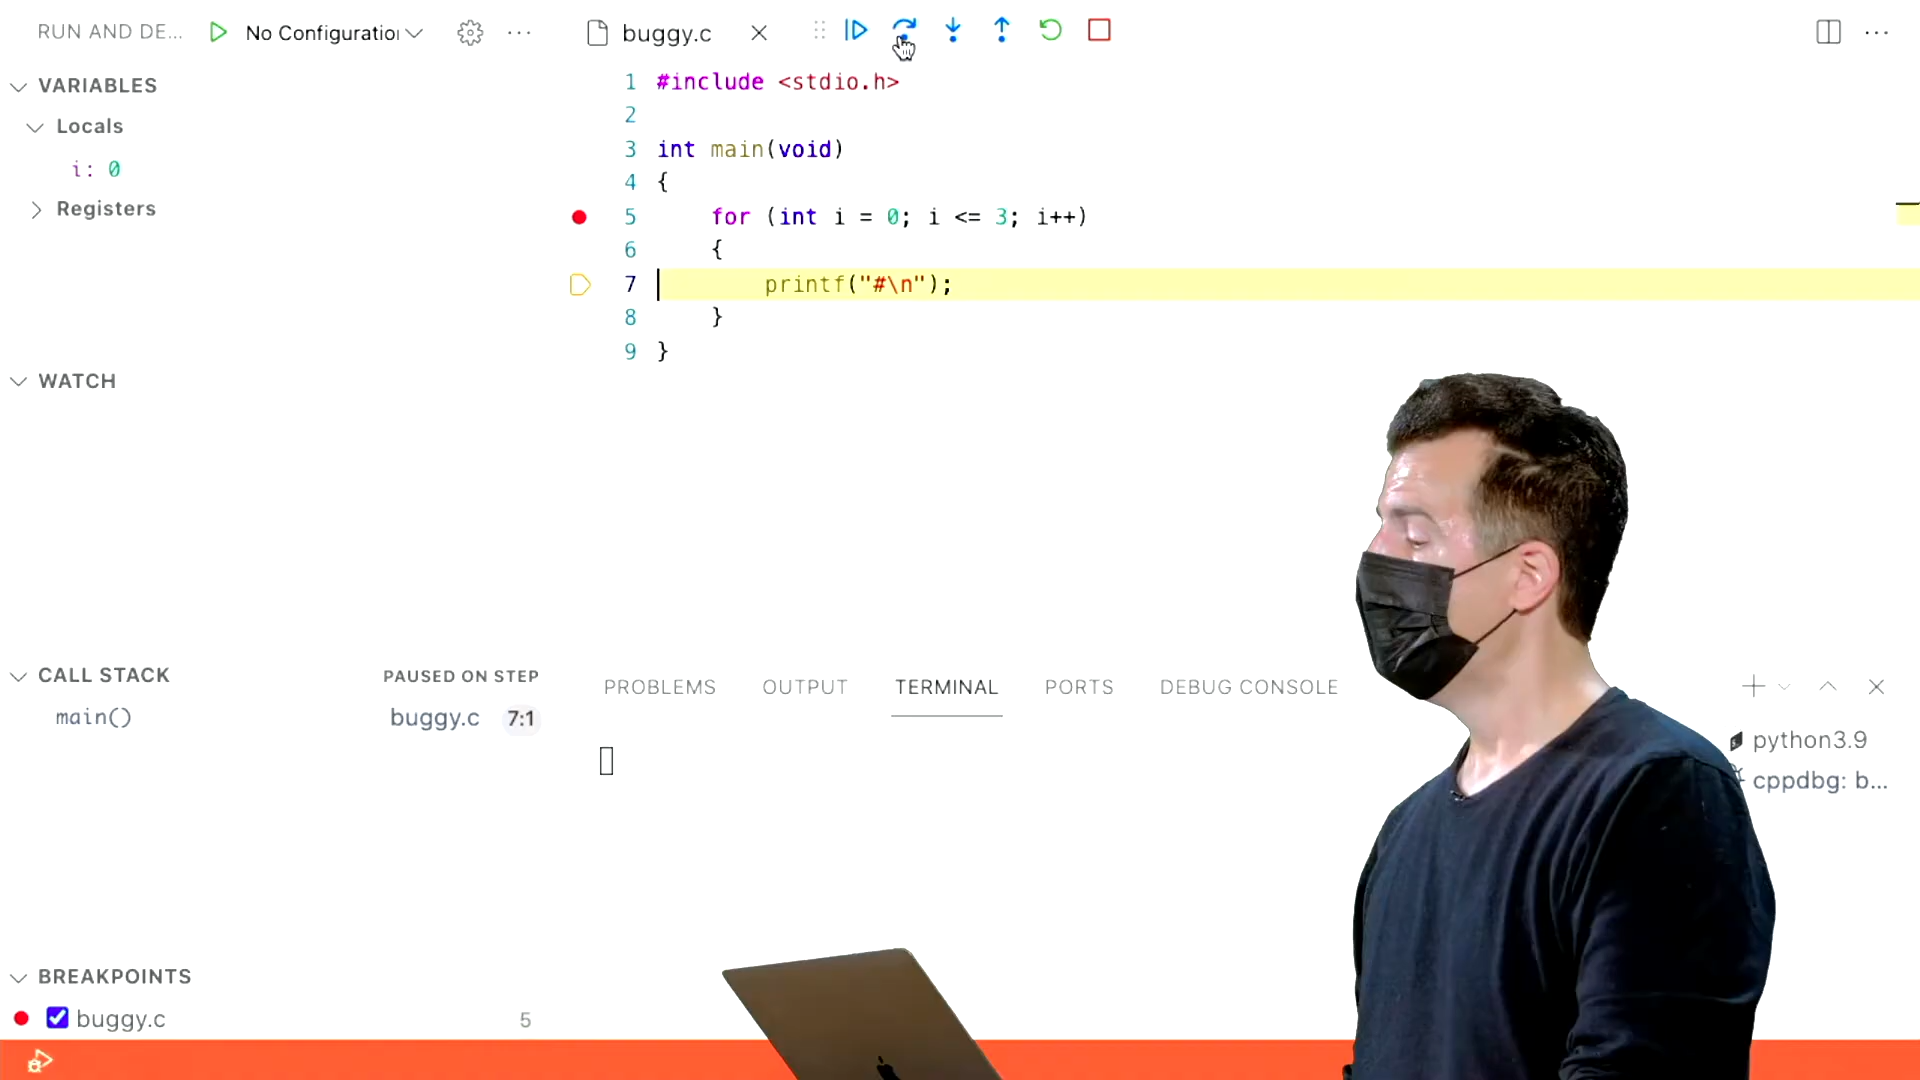 RUN AND DE...
No Configuratio
...
buggy.c
...
VARIABLES
Locals
i: 0
Registers
WATCH
CALL STACK
PAUSED ON STEP
main()
buggy.c
7:1
BREAKPOINTS
buggy.c
5
1 #include <stdio.h>
2
3 int main(void)
4 {
5 for (int i = 0; i <= 3; i++)
6 {
7 printf("#\n");
8 }
9 }
PROBLEMS
OUTPUT
TERMINAL
PORTS
DEBUG CONSOLE
python3.9
cppdbg: b...